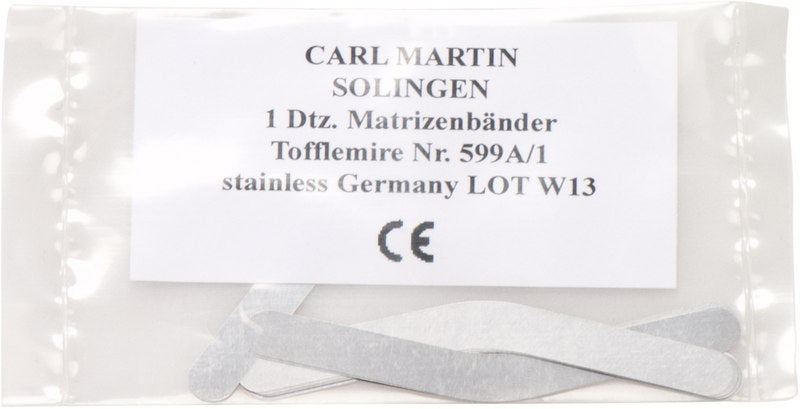 CARL MARTIN
SOLINGEN
1 Dtz. Matrizenbänder
Tofflemire Nr. 599A/1
stainless Germany LOT W13
CE